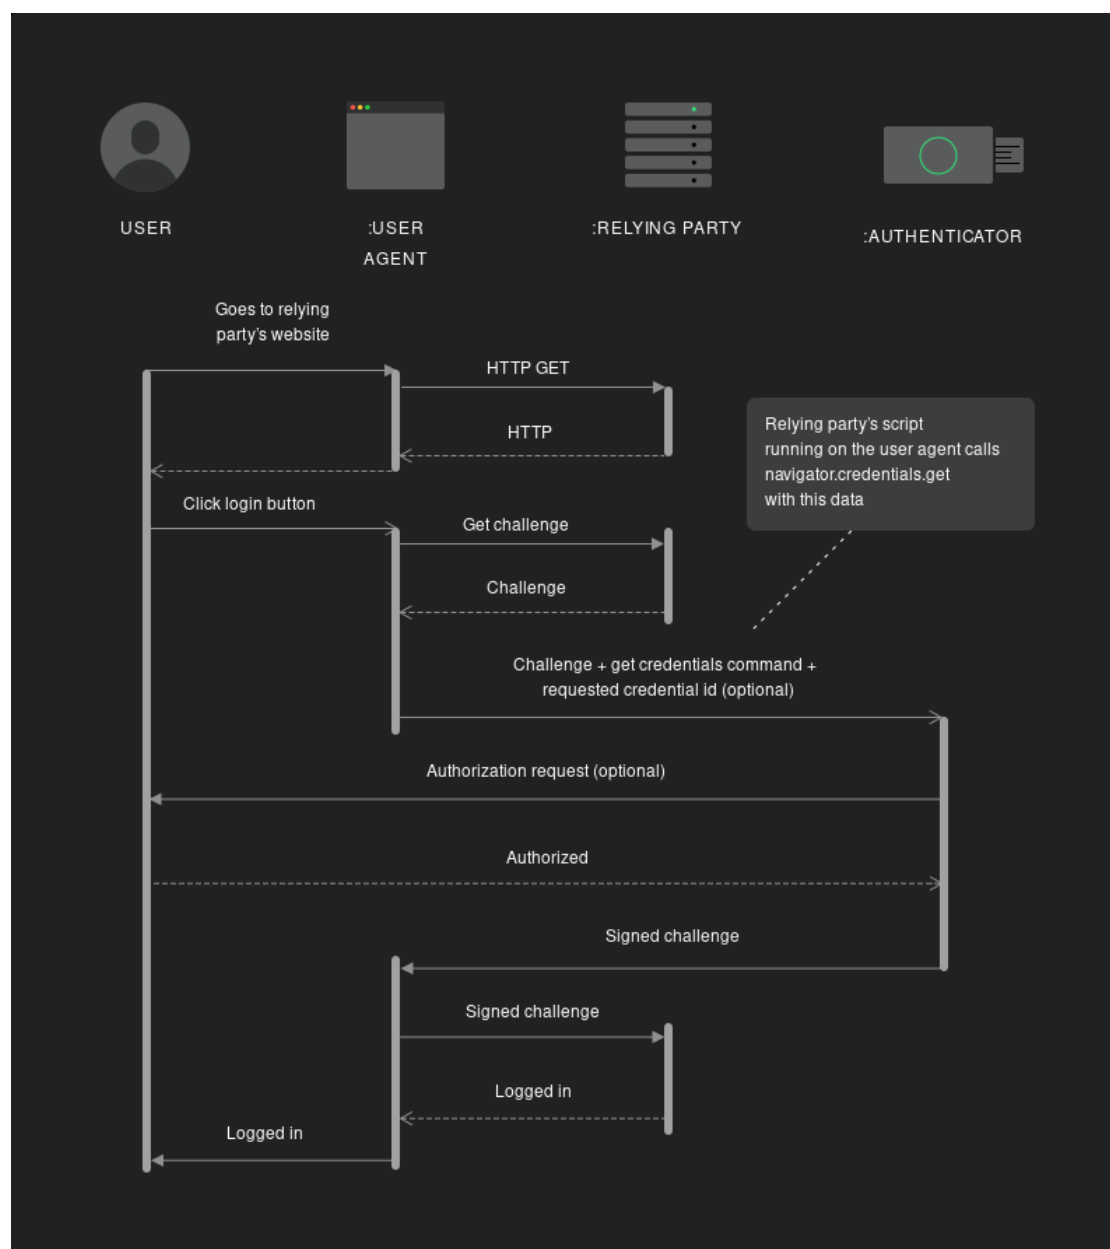 USER
:USER
AGENT
:RELYING PARTY
:AUTHENTICATOR
Goes to relying
party's website
HTTP GET
HTTP
Relying party's script
running on the user agent calls
navigator.credentials.get
with this data
Click login button
Get challenge
Challenge
Challenge + get credentials command +
requested credential id (optional)
Authorization request (optional)
Authorized
Signed challenge
Signed challenge
Logged in
Logged in